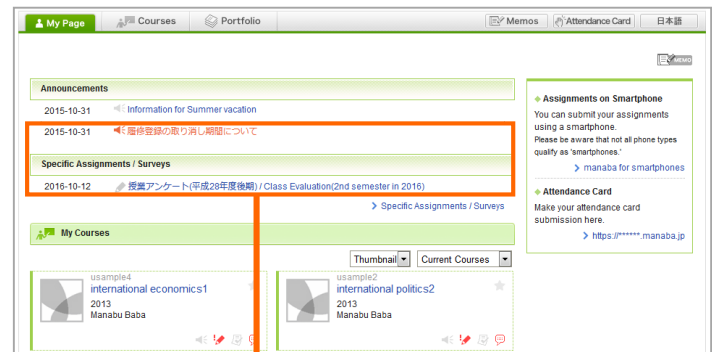 My Page
Courses
Portfolio
Memos
Attendance Card
日本語
MEMO
Announcements
2015-10-31 Information for Summer vacation
2015-10-31 履修登録の取り消し期間について
Specific Assignments / Surveys
2016-10-12 授業アンケート(平成28年度後期) / Class Evaluation(2nd semester in 2016)
Specific Assignments / Surveys
My Courses
Thumbnail
Current Courses
usample4
international economics1
2013
Manabu Baba
usample2
international politics2
2013
Manabu Baba
Assignments on Smartphone
You can submit your assignments
using a smartphone.
Please be aware that not all phone types
qualify as 'smartphones.'
manaba for smartphones
Attendance Card
Make your attendance card
submission here.
https://******.manaba.jp